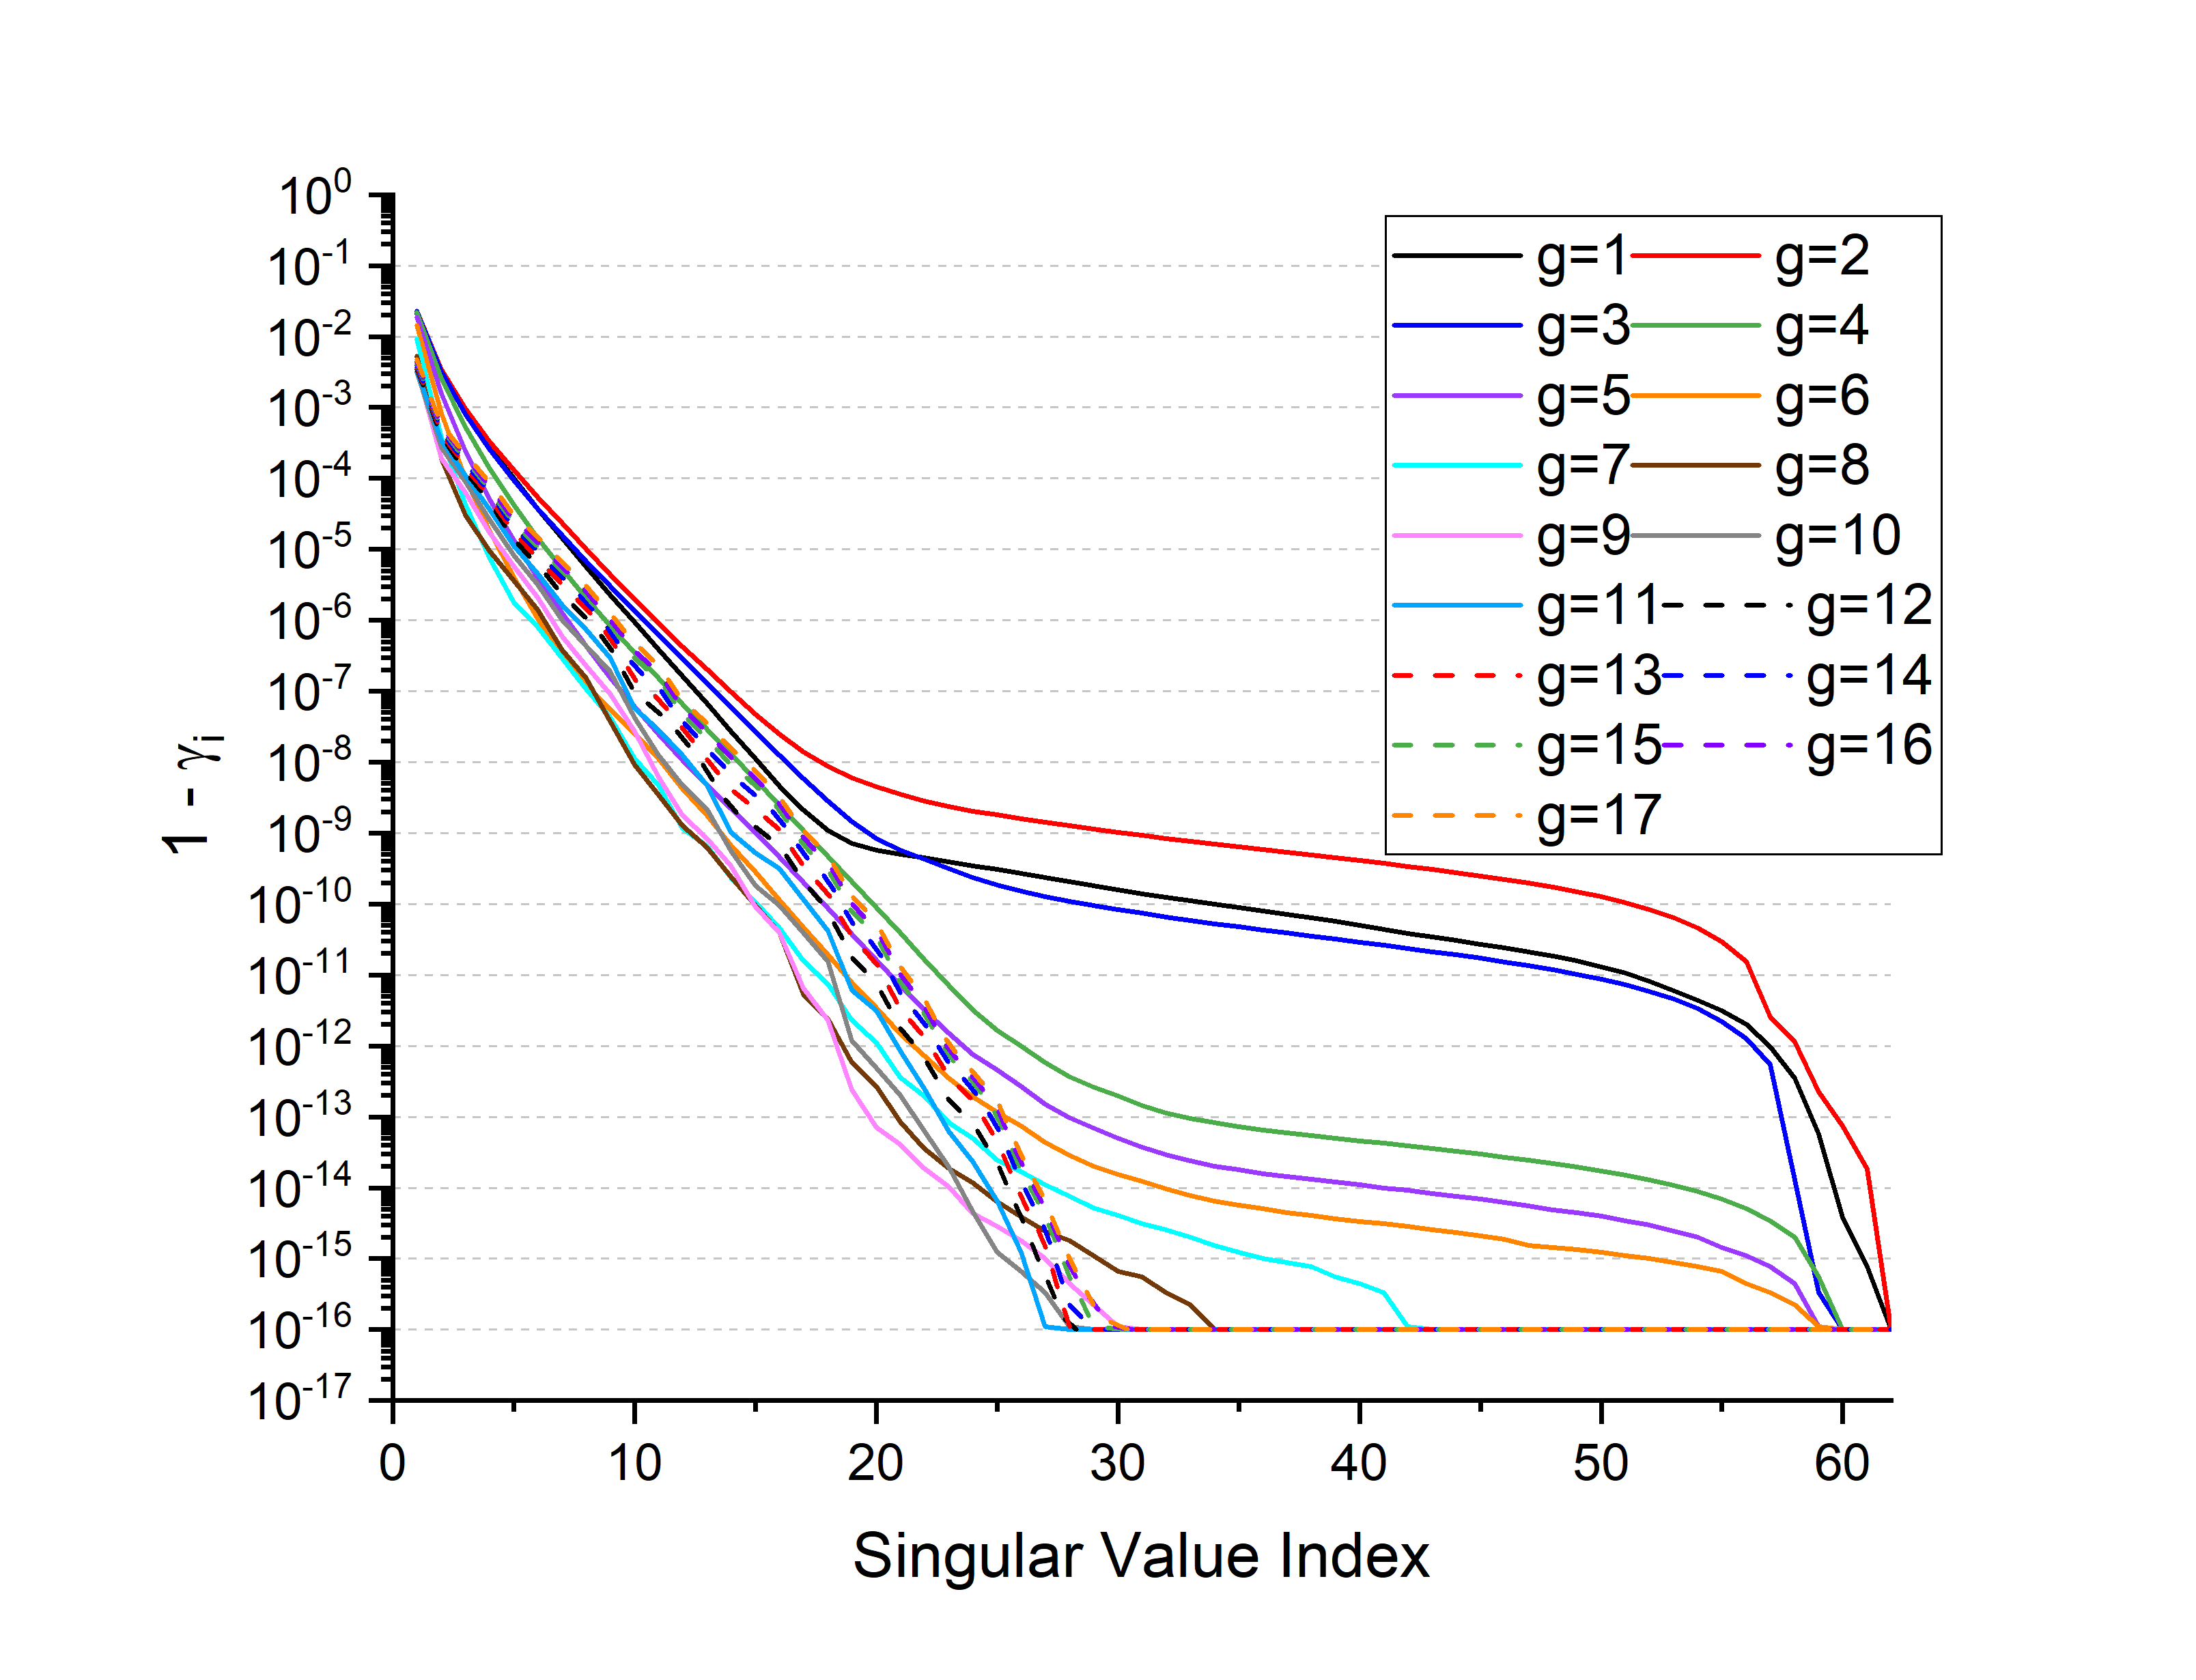 10⁰
10⁻¹
10⁻²
10⁻³
10⁻⁴
10⁻⁵
10⁻⁶
10⁻⁷
10⁻⁸
10⁻⁹
10⁻¹⁰
10⁻¹¹
10⁻¹²
10⁻¹³
10⁻¹⁴
10⁻¹⁵
10⁻¹⁶
10⁻¹⁷
1 - γᵢ
g=1 g=2
g=3 g=4
g=5 g=6
g=7 g=8
g=9 g=10
g=11 g=12
g=13 g=14
g=15 g=16
g=17
0 10 20 30 40 50 60
Singular Value Index